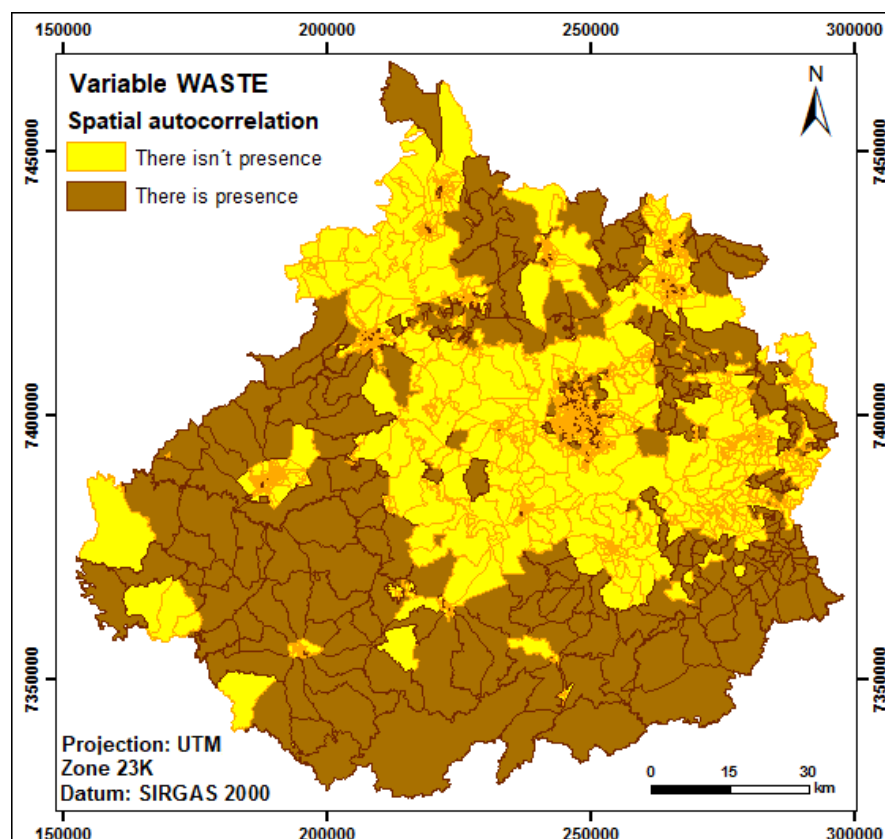 150000 200000 250000 300000
Variable WASTE
Spatial autocorrelation
There isn´t presence
There is presence
N
7450000 7450000
7400000 7400000
7350000 7350000
Projection: UTM
Zone 23K
Datum: SIRGAS 2000
0 15 30
km
150000 200000 250000 300000